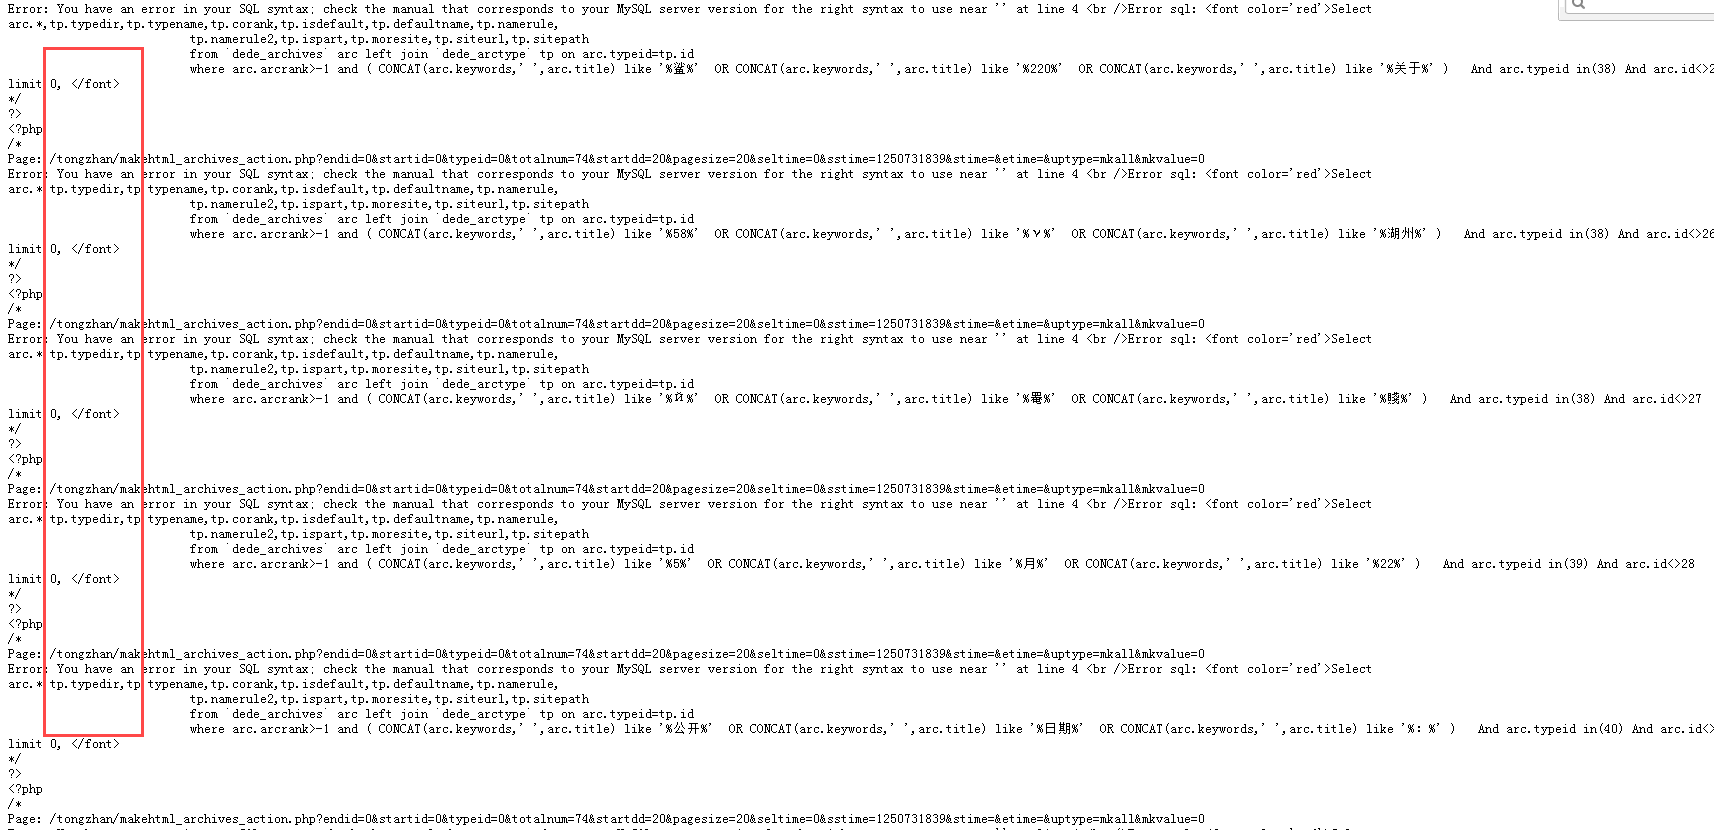 Error: You have an error in your SQL syntax; check the manual that corresponds to your MySQL server version for the right syntax to use near '' at line 4 <br />Error sql: <font color='red'>Select
arc.*,tp.typedir,tp.typename,tp.corank,tp.isdefault,tp.defaultname,tp.namerule,
tp.namerule2,tp.ispart,tp.moresite,tp.siteurl,tp.sitepath
from `dede_archives` arc left join `dede_arctype` tp on arc.typeid=tp.id
where arc.arcrank>-1 and ( CONCAT(arc.keywords,' ',arc.title) like '%鲨%' OR CONCAT(arc.keywords,' ',arc.title) like '%220%' OR CONCAT(arc.keywords,' ',arc.title) like '%关于%' ) And arc.typeid in(38) And arc.id<>2
limit 0, </font>
*/
?>
<?php
/*
Page: /tongzhan/makehtml_archives_action.php?endid=0&startid=0&typeid=0&totalnum=74&startdd=20&pagesize=20&seltime=0&sstime=1250731839&stime=&etime=&uptype=mkall&mkvalue=0
Error: You have an error in your SQL syntax; check the manual that corresponds to your MySQL server version for the right syntax to use near '' at line 4 <br />Error sql: <font color='red'>Select
arc.*,tp.typedir,tp.typename,tp.corank,tp.isdefault,tp.defaultname,tp.namerule,
tp.namerule2,tp.ispart,tp.moresite,tp.siteurl,tp.sitepath
from `dede_archives` arc left join `dede_arctype` tp on arc.typeid=tp.id
where arc.arcrank>-1 and ( CONCAT(arc.keywords,' ',arc.title) like '%58%' OR CONCAT(arc.keywords,' ',arc.title) like OR CONCAT(arc.keywords,' ',arc.title) like '%湖州%' ) And arc.typeid in(38) And arc.id<>26
limit 0, </font>
*/
?>
<?php
/*
Page: /tongzhan/makehtml_archives_action.php?endid=0&startid=0&typeid=0&totalnum=74&startdd=20&pagesize=20&seltime=0&sstime=1250731839&stime=&etime=&uptype=mkall&mkvalue=0
Error: You have an error in your SQL syntax; check the manual that corresponds to your MySQL server version for the right syntax to use near '' at line 4 <br />Error sql: <font color='red'>Select
arc.*,tp.typedir,tp.typename,tp.corank,tp.isdefault,tp.defaultname,tp.namerule,
tp.namerule2,tp.ispart,tp.moresite,tp.siteurl,tp.sitepath
from `dede_archives` arc left join `dede_arctype` tp on arc.typeid=tp.id
where arc.arcrank>-1 and ( CONCAT(arc.keywords,' ',arc.title) like OR CONCAT(arc.keywords,' ',arc.title) like OR CONCAT(arc.keywords,' ',arc.title) like ) And arc.typeid in(38) And arc.id<>27
limit 0, </font>
*/
?>
<?php
/*
Page: /tongzhan/makehtml_archives_action.php?endid=0&startid=0&typeid=0&totalnum=74&startdd=20&pagesize=20&seltime=0&sstime=1250731839&stime=&etime=&uptype=mkall&mkvalue=0
Error: You have an error in your SQL syntax; check the manual that corresponds to your MySQL server version for the right syntax to use near '' at line 4 <br />Error sql: <font color='red'>Select
arc.*,tp.typedir,tp.typename,tp.corank,tp.isdefault,tp.defaultname,tp.namerule,
tp.namerule2,tp.ispart,tp.moresite,tp.siteurl,tp.sitepath
from `dede_archives` arc left join `dede_arctype` tp on arc.typeid=tp.id
where arc.arcrank>-1 and ( CONCAT(arc.keywords,' ',arc.title) like '%5%' OR CONCAT(arc.keywords,' ',arc.title) like '%月%' OR CONCAT(arc.keywords,' ',arc.title) like '%22%' ) And arc.typeid in(39) And arc.id<>28
limit 0, </font>
*/
?>
<?php
/*
Page: /tongzhan/makehtml_archives_action.php?endid=0&startid=0&typeid=0&totalnum=74&startdd=20&pagesize=20&seltime=0&sstime=1250731839&stime=&etime=&uptype=mkall&mkvalue=0
Error: You have an error in your SQL syntax; check the manual that corresponds to your MySQL server version for the right syntax to use near '' at line 4 <br />Error sql: <font color='red'>Select
arc.*,tp.typedir,tp.typename,tp.corank,tp.isdefault,tp.defaultname,tp.namerule,
tp.namerule2,tp.ispart,tp.moresite,tp.siteurl,tp.sitepath
from `dede_archives` arc left join `dede_arctype` tp on arc.typeid=tp.id
where arc.arcrank>-1 and ( CONCAT(arc.keywords,' ',arc.title) like '%公开%' OR CONCAT(arc.keywords,' ',arc.title) like '%日期%' OR CONCAT(arc.keywords,' ',arc.title) like '%：%' ) And arc.typeid in(40) And arc.id<>
limit 0, </font>
*/
?>
<?php
/*
Page: /tongzhan/makehtml_archives_action.php?endid=0&startid=0&typeid=0&totalnum=74&startdd=20&pagesize=20&seltime=0&sstime=1250731839&stime=&etime=&uptype=mkall&mkvalue=0